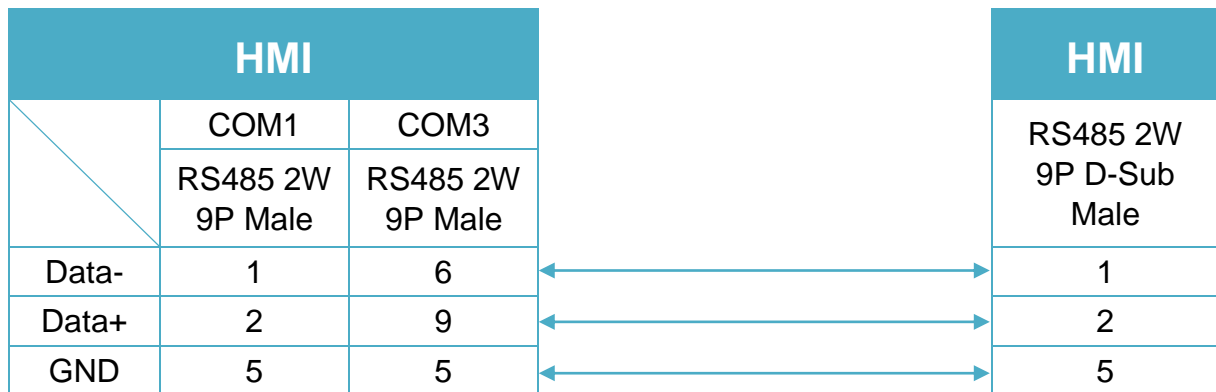 HMI HMI
COM1 COM3
RS485 2W
9P Male
RS485 2W
9P Male
RS485 2W
9P D-Sub
Male
Data- 1 6 1
Data+ 2 9 2
GND 5 5 5